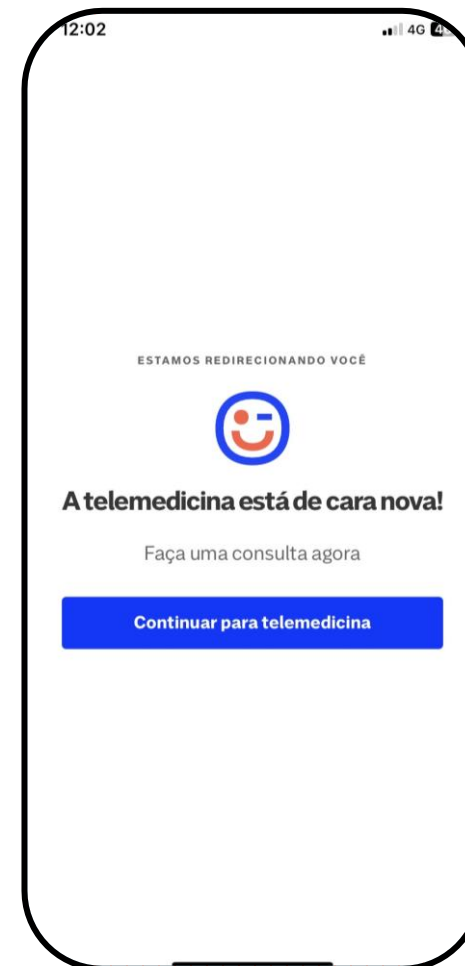 12:02
4G
ESTAMOS REDIRECIONANDO VOCÊ
A telemedicina está de cara nova!
Faça uma consulta agora
Continuar para telemedicina